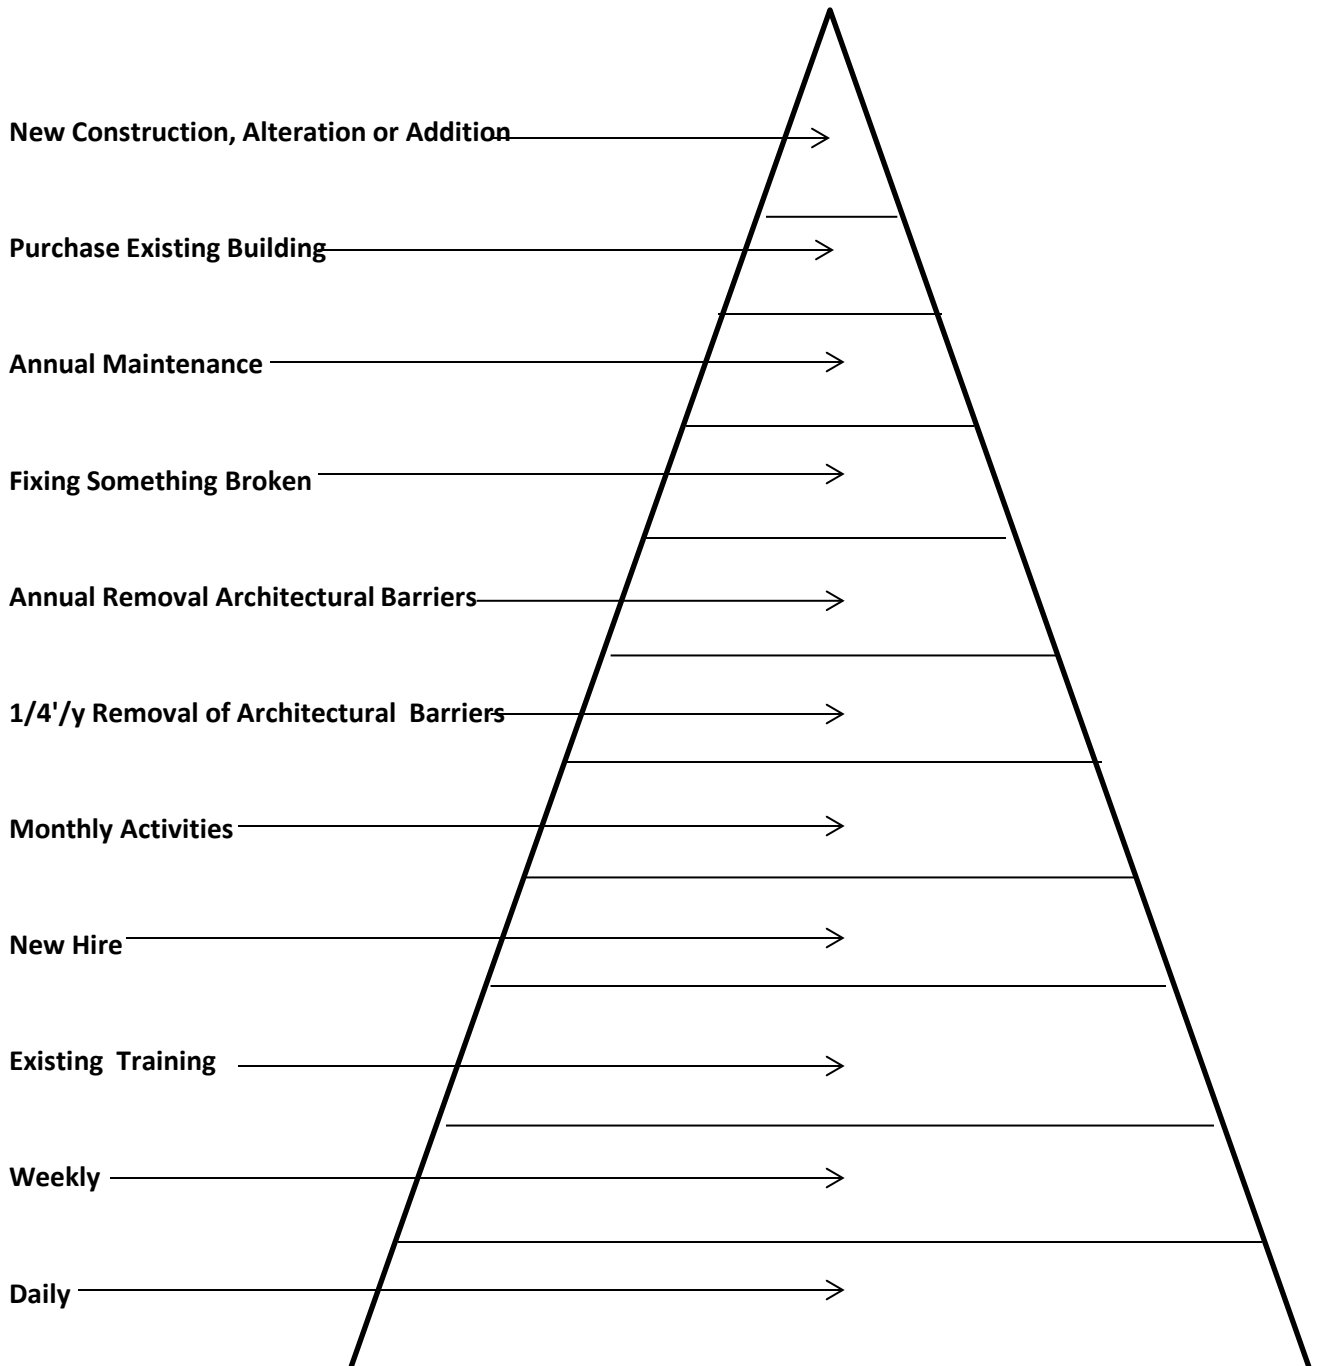 New Construction, Alteration or Addition
Purchase Existing Building
Annual Maintenance
Fixing Something Broken
Annual Removal Architectural Barriers
1/4'/y Removal of Architectural  Barriers
Monthly Activities
New Hire
Existing  Training
Weekly
Daily